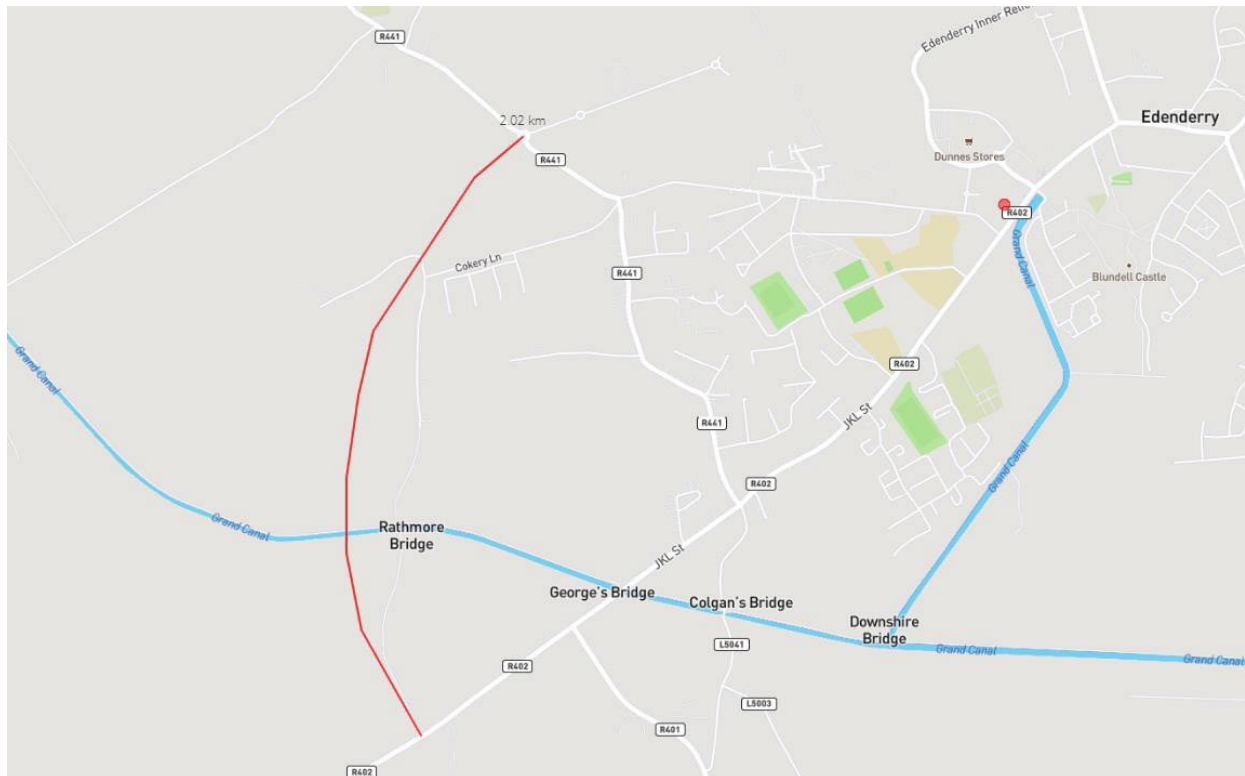 R441
Edenderry Inner Relie
Edenderry
2.02 km
R441
Dunnes Stores
R402
Grand Canal
Cokery Ln
R441
Blundell Castle
Grand Canal
R402
JKL St
R441
Grand Canal
R402
Grand Canal
Rathmore
Bridge
JKL St
George's Bridge
Colgan's Bridge
Downshire
Bridge
L5041
Grand Canal
Grand Canal
R402
L5003
R401
R402